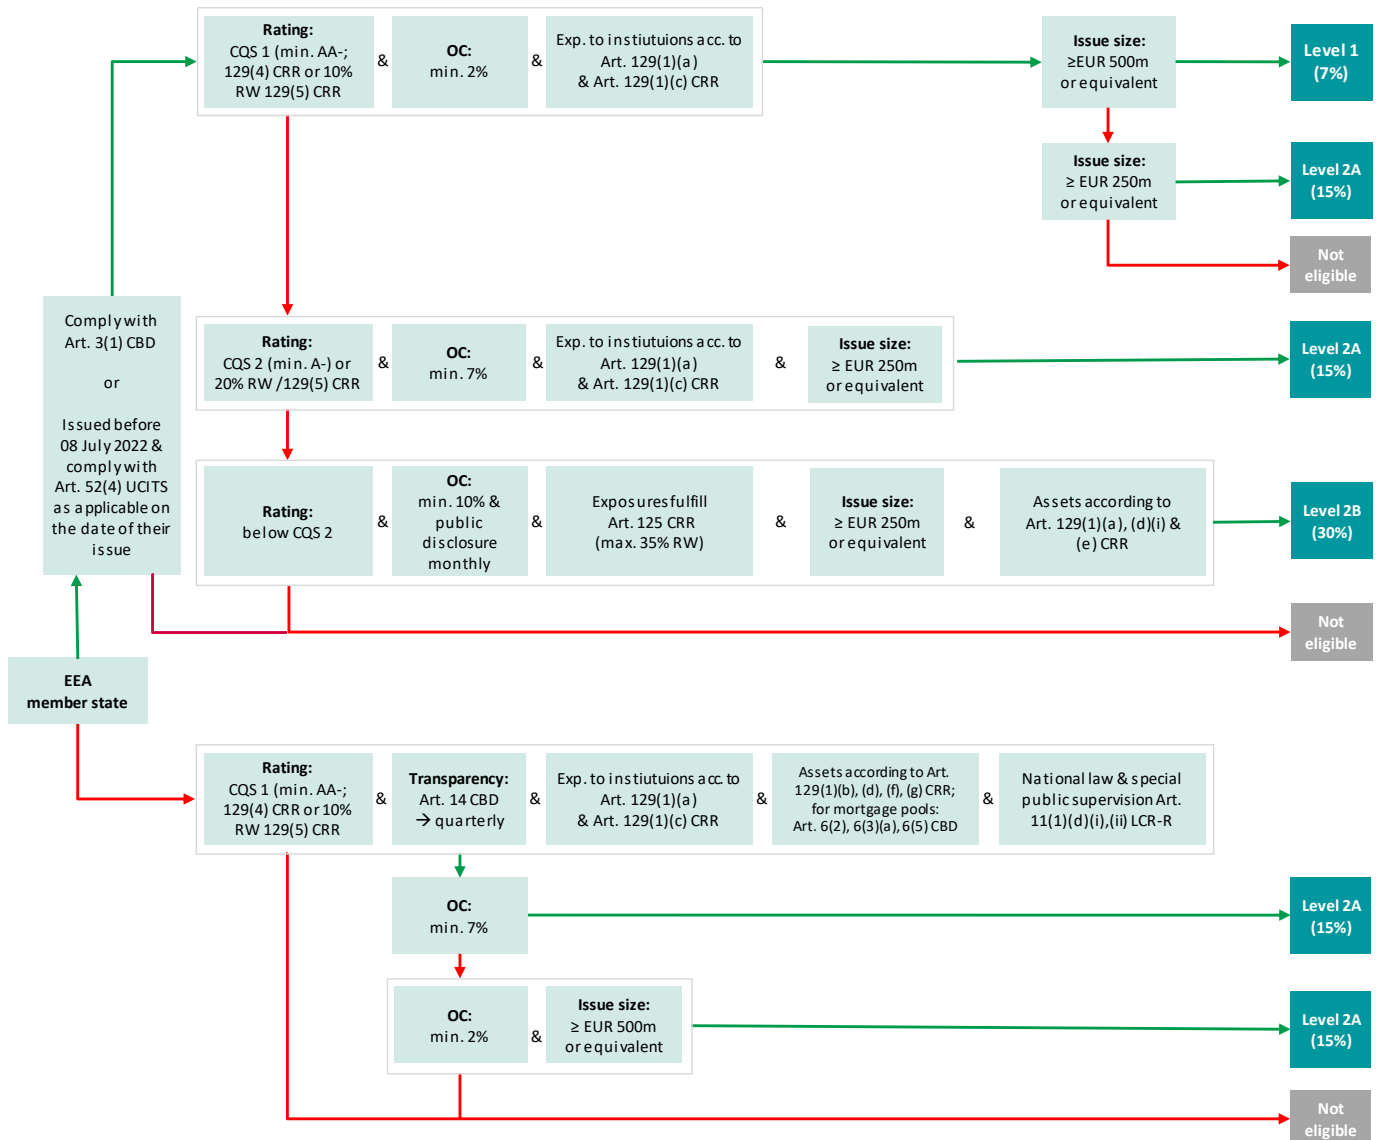 Rating:
CQS 1 (min. AA-;
129(4) CRR or 10%
RW 129(5) CRR
&
OC:
min. 2%
&
Exp. to instiutuions acc. to
Art. 129(1)(a)
& Art. 129(1)(c) CRR
Issue size:
≥EUR 500m
or equivalent
Level 1
(7%)
Issue size:
≥ EUR 250m
or equivalent
Level 2A
(15%)
Not
eligible
Comply with
Art. 3(1) CBD
or
Issued before
08 July 2022 &
comply with
Art. 52(4) UCITS
as applicable on
the date of their
issue
Rating:
CQS 2 (min. A-) or
20% RW /129(5) CRR
&
OC:
min. 7%
&
Exp. to instiutuions acc. to
Art. 129(1)(a)
& Art. 129(1)(c) CRR
&
Issue size:
≥ EUR 250m
or equivalent
Level 2A
(15%)
Rating:
below CQS 2
&
OC:
min. 10% &
public
disclosure
monthly
&
Exposures fulfill
Art. 125 CRR
(max. 35% RW)
&
Issue size:
≥ EUR 250m
or equivalent
&
Assets according to
Art. 129(1)(a), (d)(i) &
(e) CRR
Level 2B
(30%)
Not
eligible
EEA
member state
Rating:
CQS 1 (min. AA-;
129(4) CRR or 10%
RW 129(5) CRR
&
Transparency:
Art. 14 CBD
→ quarterly
&
Exp. to instiutuions acc. to
Art. 129(1)(a)
& Art. 129(1)(c) CRR
&
Assets according to Art.
129(1)(b), (d), (f), (g) CRR;
for mortgage pools:
Art. 6(2), 6(3)(a), 6(5) CBD
&
National law & special
public supervision Art.
11(1)(d)(i),(ii) LCR-R
OC:
min. 7%
Level 2A
(15%)
OC:
min. 2%
&
Issue size:
≥ EUR 500m
or equivalent
Level 2A
(15%)
Not
eligible